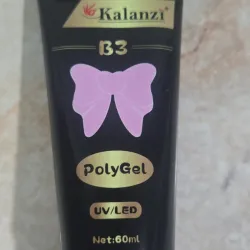 Kalanzi
B3
PolyGel
UV/LED
Net:60ml